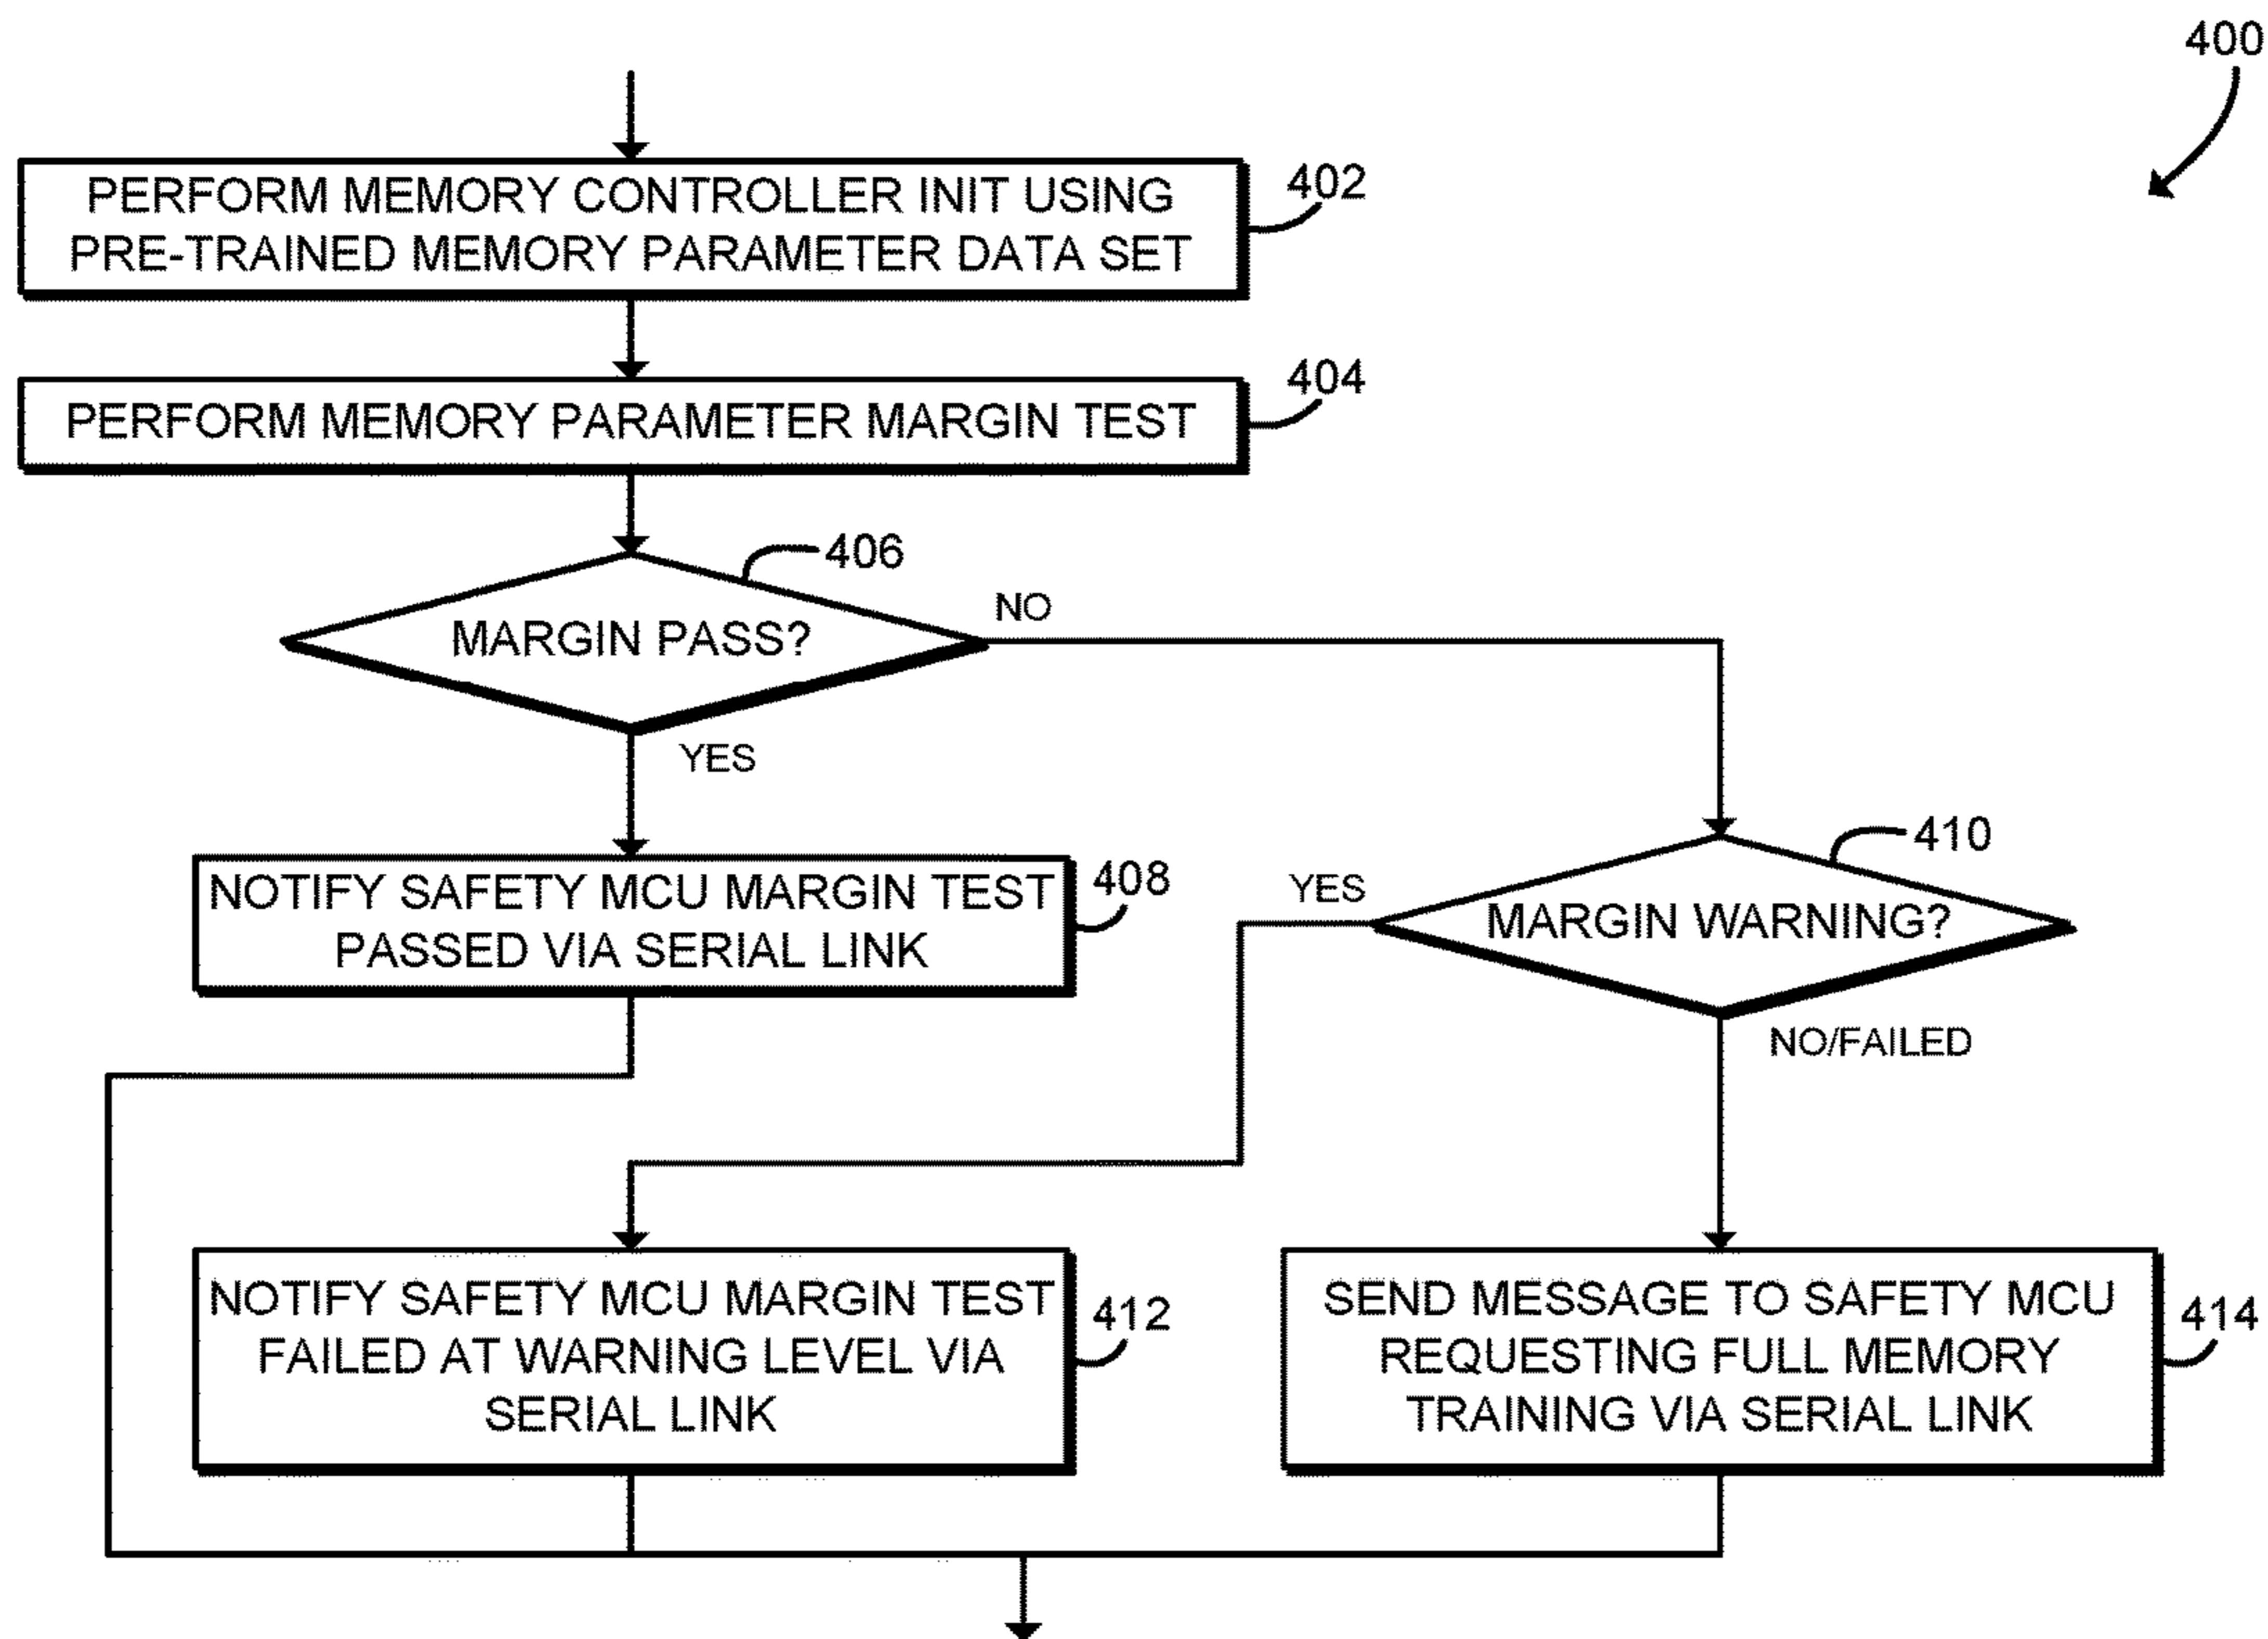 400
PERFORM MEMORY CONTROLLER INIT USING
PRE-TRAINED MEMORY PARAMETER DATA SET
402
PERFORM MEMORY PARAMETER MARGIN TEST
404
406
MARGIN PASS?
NO
YES
NOTIFY SAFETY MCU MARGIN TEST
PASSED VIA SERIAL LINK
408
410
YES
MARGIN WARNING?
NO/FAILED
NOTIFY SAFETY MCU MARGIN TEST
FAILED AT WARNING LEVEL VIA
SERIAL LINK
412
SEND MESSAGE TO SAFETY MCU
REQUESTING FULL MEMORY
TRAINING VIA SERIAL LINK
414